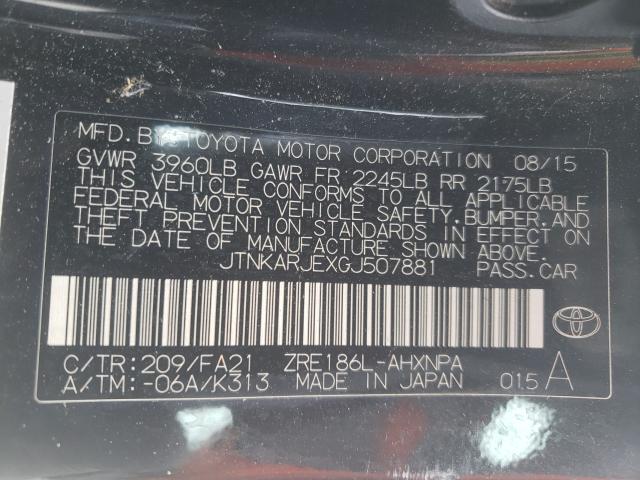 MFD. BY: TOYOTA MOTOR CORPORATION 08/15
GVWR 3960LB GAWR FR 2245LB RR 2175LB
THIS VEHICLE CONFORMS TO ALL APPLICABLE
FEDERAL MOTOR VEHICLE SAFETY, BUMPER, AND
THEFT PREVENTION STANDARDS IN EFFECT ON
THE DATE OF MANUFACTURE SHOWN ABOVE.
JTNKARJEXGJ507881 PASS.CAR
C/TR:209/FA21 ZRE186L-AHXNPA
A/TM:-06A/K313 MADE IN JAPAN 015 A